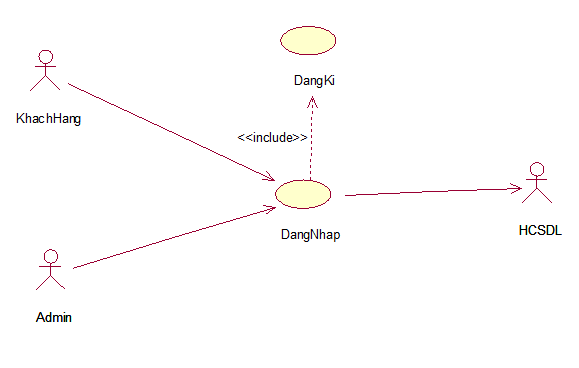 DangKi
KhachHang
<<include>>
DangNhap
HCSDL
Admin